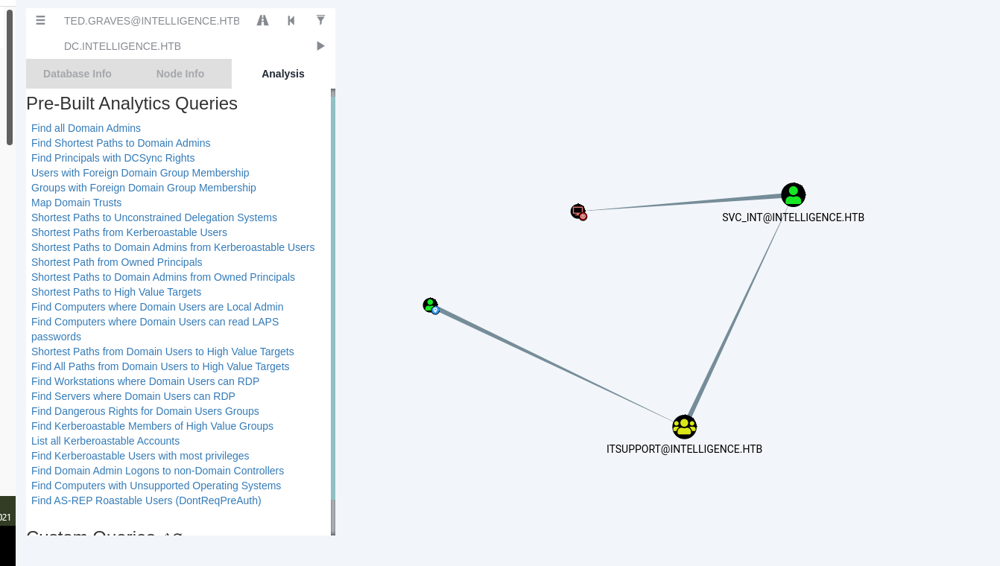 TED.GRAVES@INTELLIGENCE.HTB
DC.INTELLIGENCE.HTB
Database Info
Node Info
Analysis
Pre-Built Analytics Queries
Find all Domain Admins
Find Shortest Paths to Domain Admins
Find Principals with DCSync Rights
Users with Foreign Domain Group Membership
Groups with Foreign Domain Group Membership
Map Domain Trusts
Shortest Paths to Unconstrained Delegation Systems
Shortest Paths from Kerberoastable Users
Shortest Paths to Domain Admins from Kerberoastable Users
Shortest Path from Owned Principals
Shortest Paths to Domain Admins from Owned Principals
Shortest Paths to High Value Targets
Find Computers where Domain Users are Local Admin
Find Computers where Domain Users can read LAPS
passwords
Shortest Paths from Domain Users to High Value Targets
Find All Paths from Domain Users to High Value Targets
Find Workstations where Domain Users can RDP
Find Servers where Domain Users can RDP
Find Dangerous Rights for Domain Users Groups
Find Kerberoastable Members of High Value Groups
List all Kerberoastable Accounts
Find Kerberoastable Users with most privileges
Find Domain Admin Logons to non-Domain Controllers
Find Computers with Unsupported Operating Systems
Find AS-REP Roastable Users (DontReqPreAuth)
Custom Queries
SVC_INT@INTELLIGENCE.HTB
ITSUPPORT@INTELLIGENCE.HTB